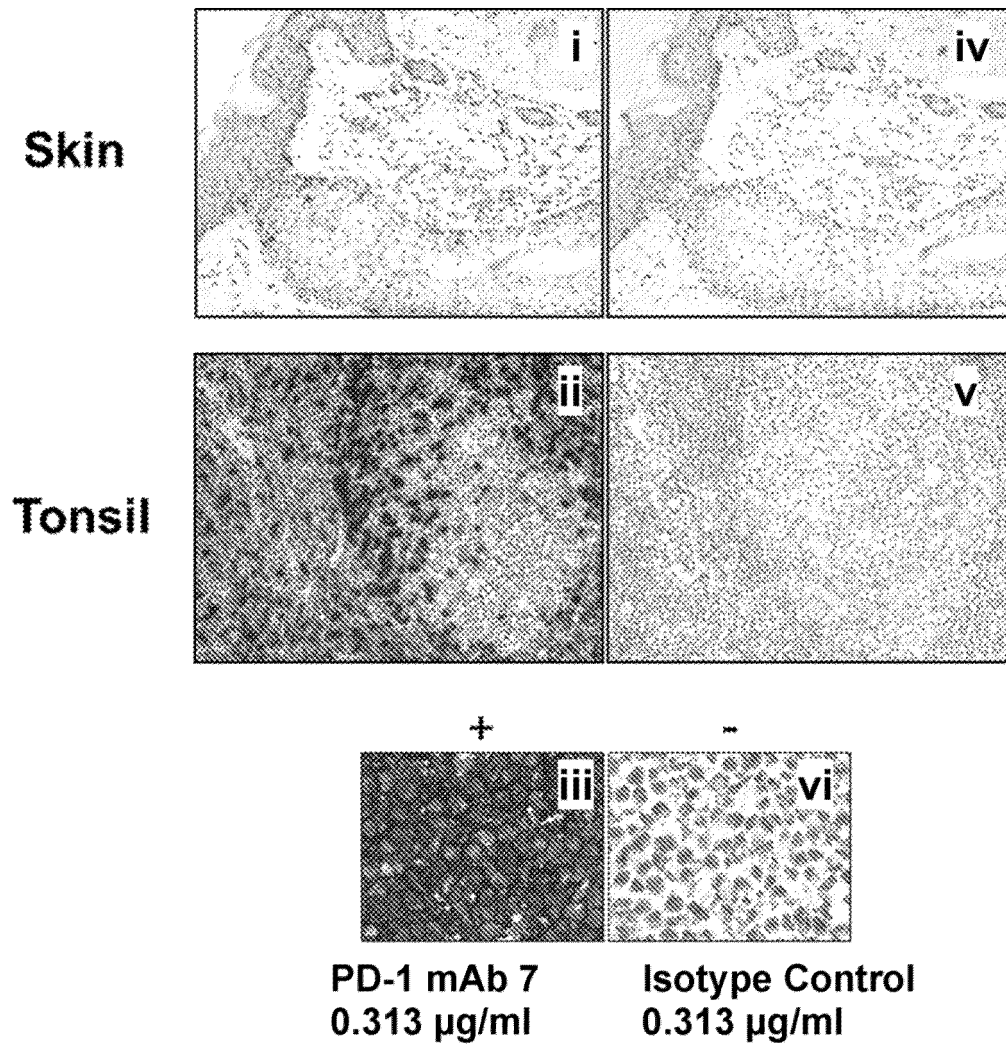 Skin
i
iv
Tonsil
ii
v
+
-
iii
vi
PD-1 mAb 7
0.313 µg/ml
Isotype Control
0.313 µg/ml